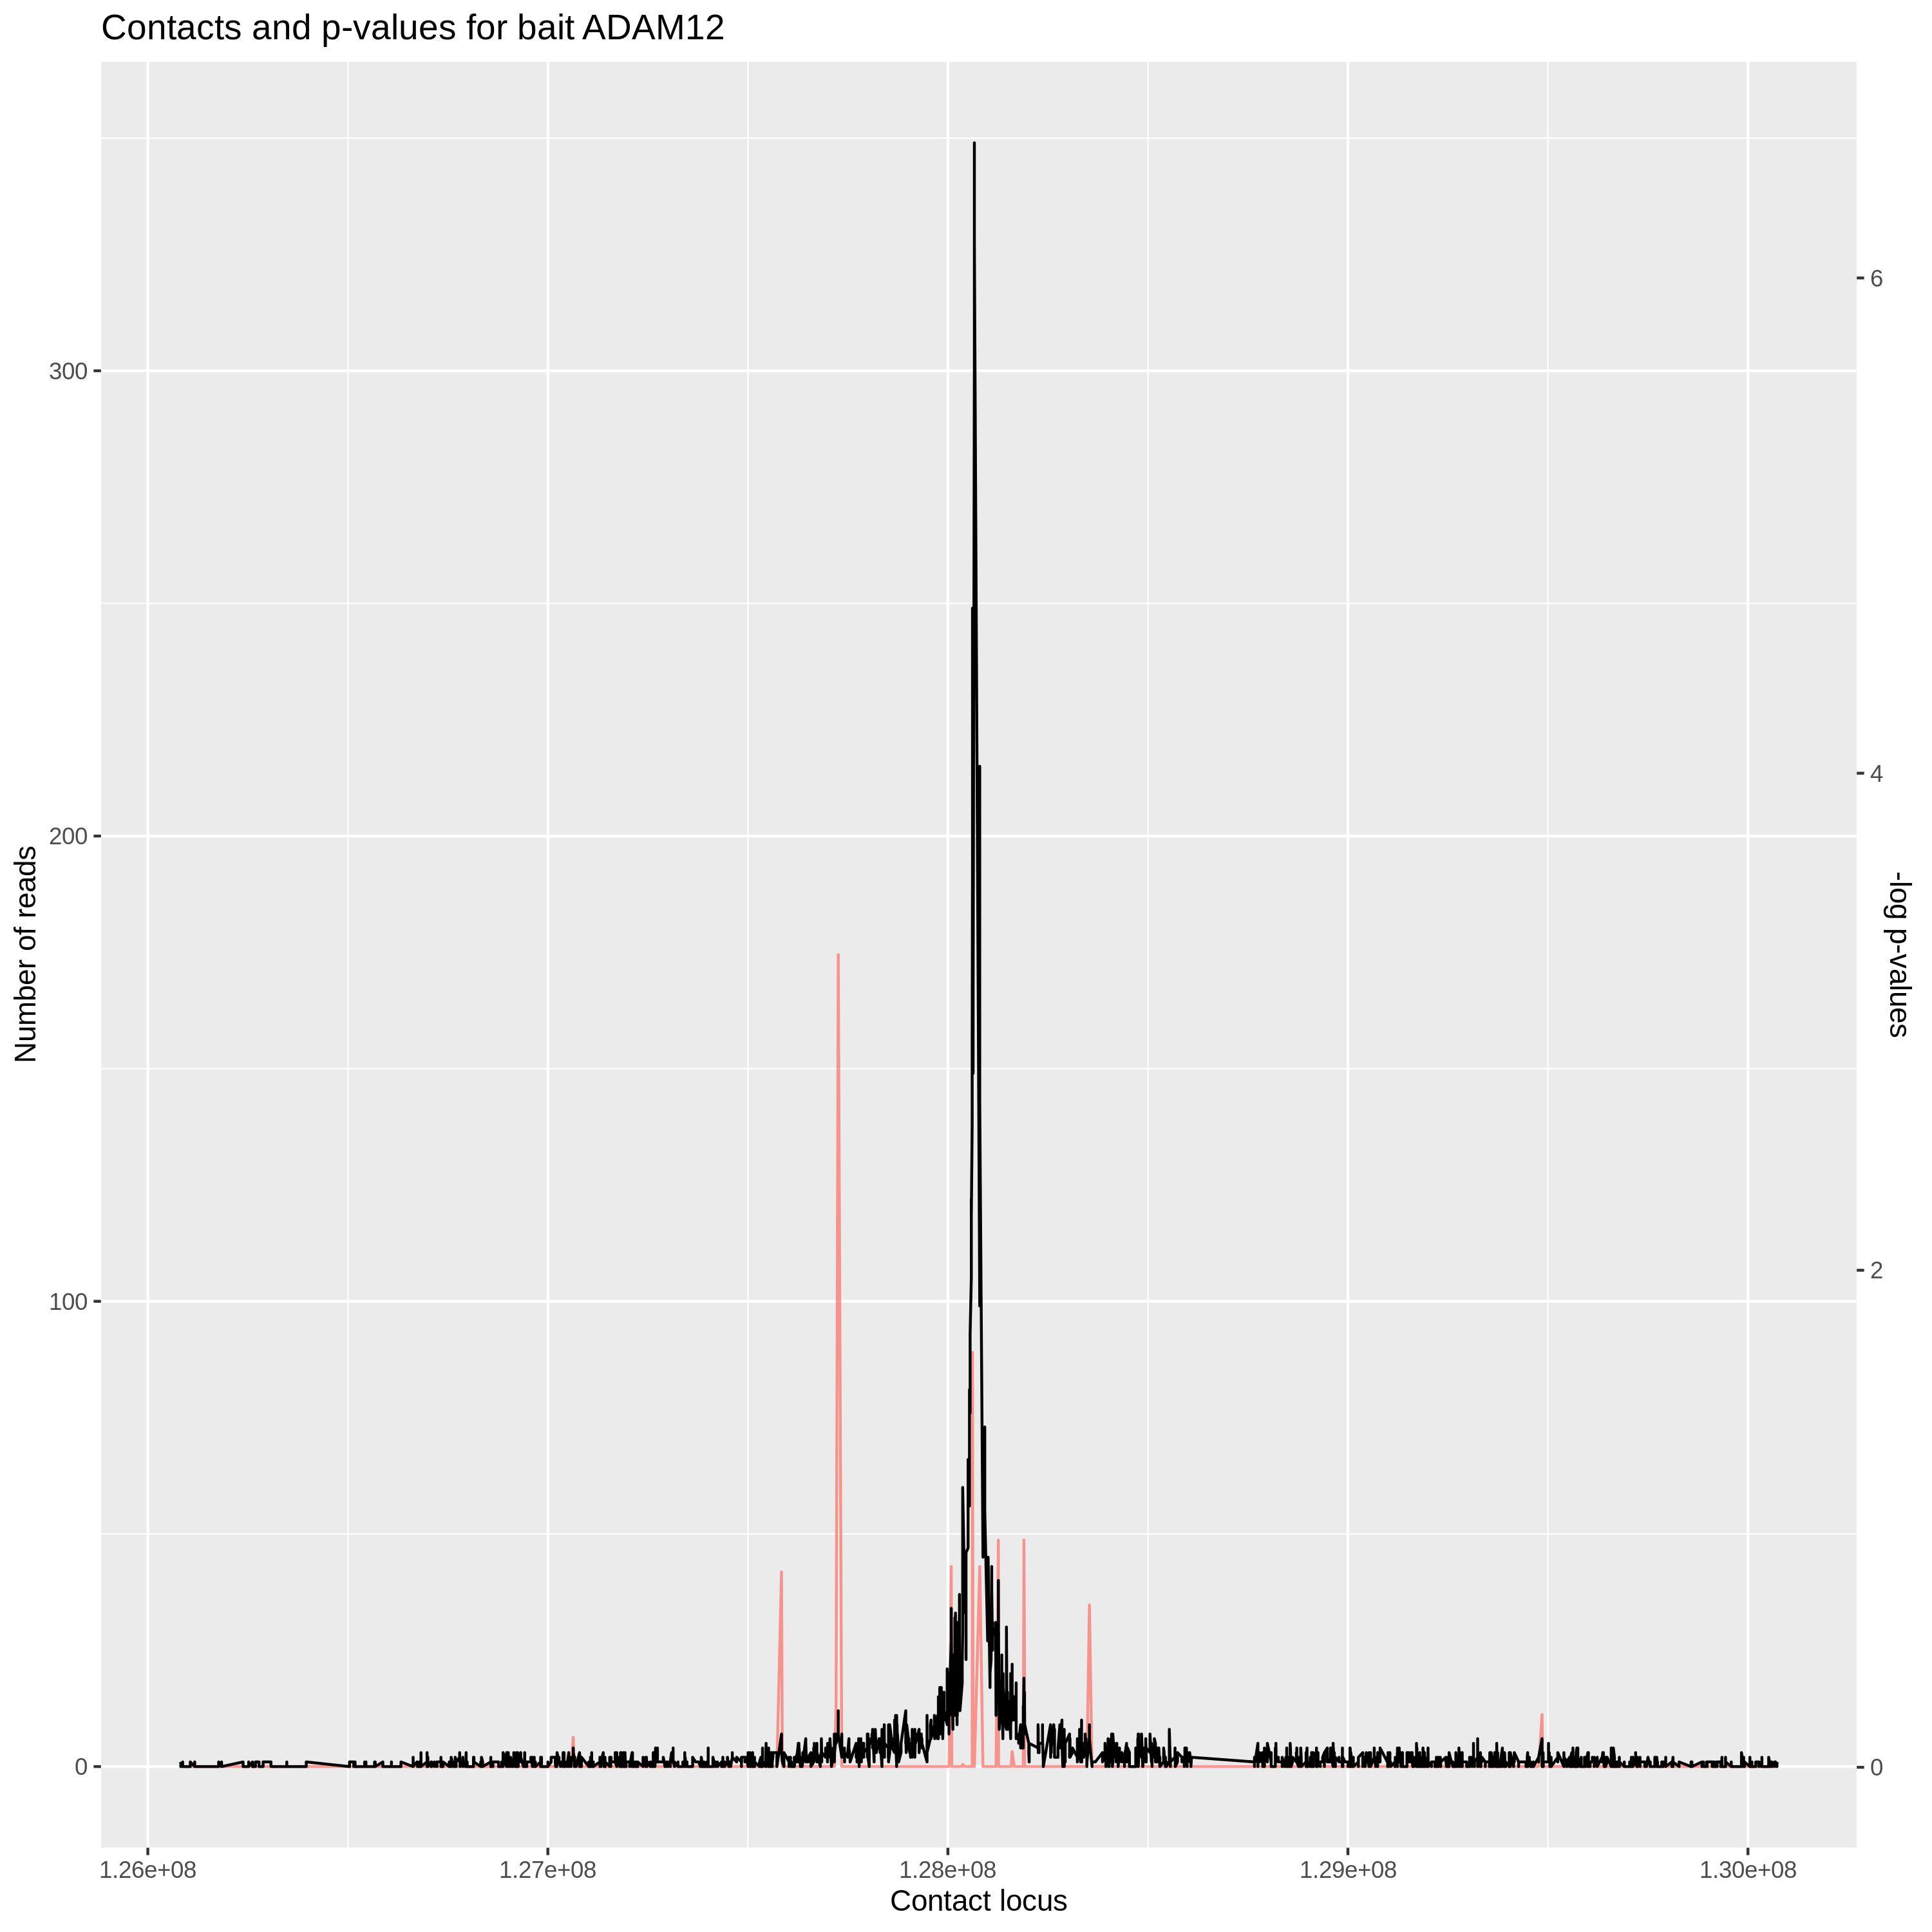 Contacts and p-values for bait ADAM12
Number of reads
300
200
100
0
6
4
2
0
-log p-values
1.26e+08
1.27e+08
1.28e+08
1.29e+08
1.30e+08
Contact locus